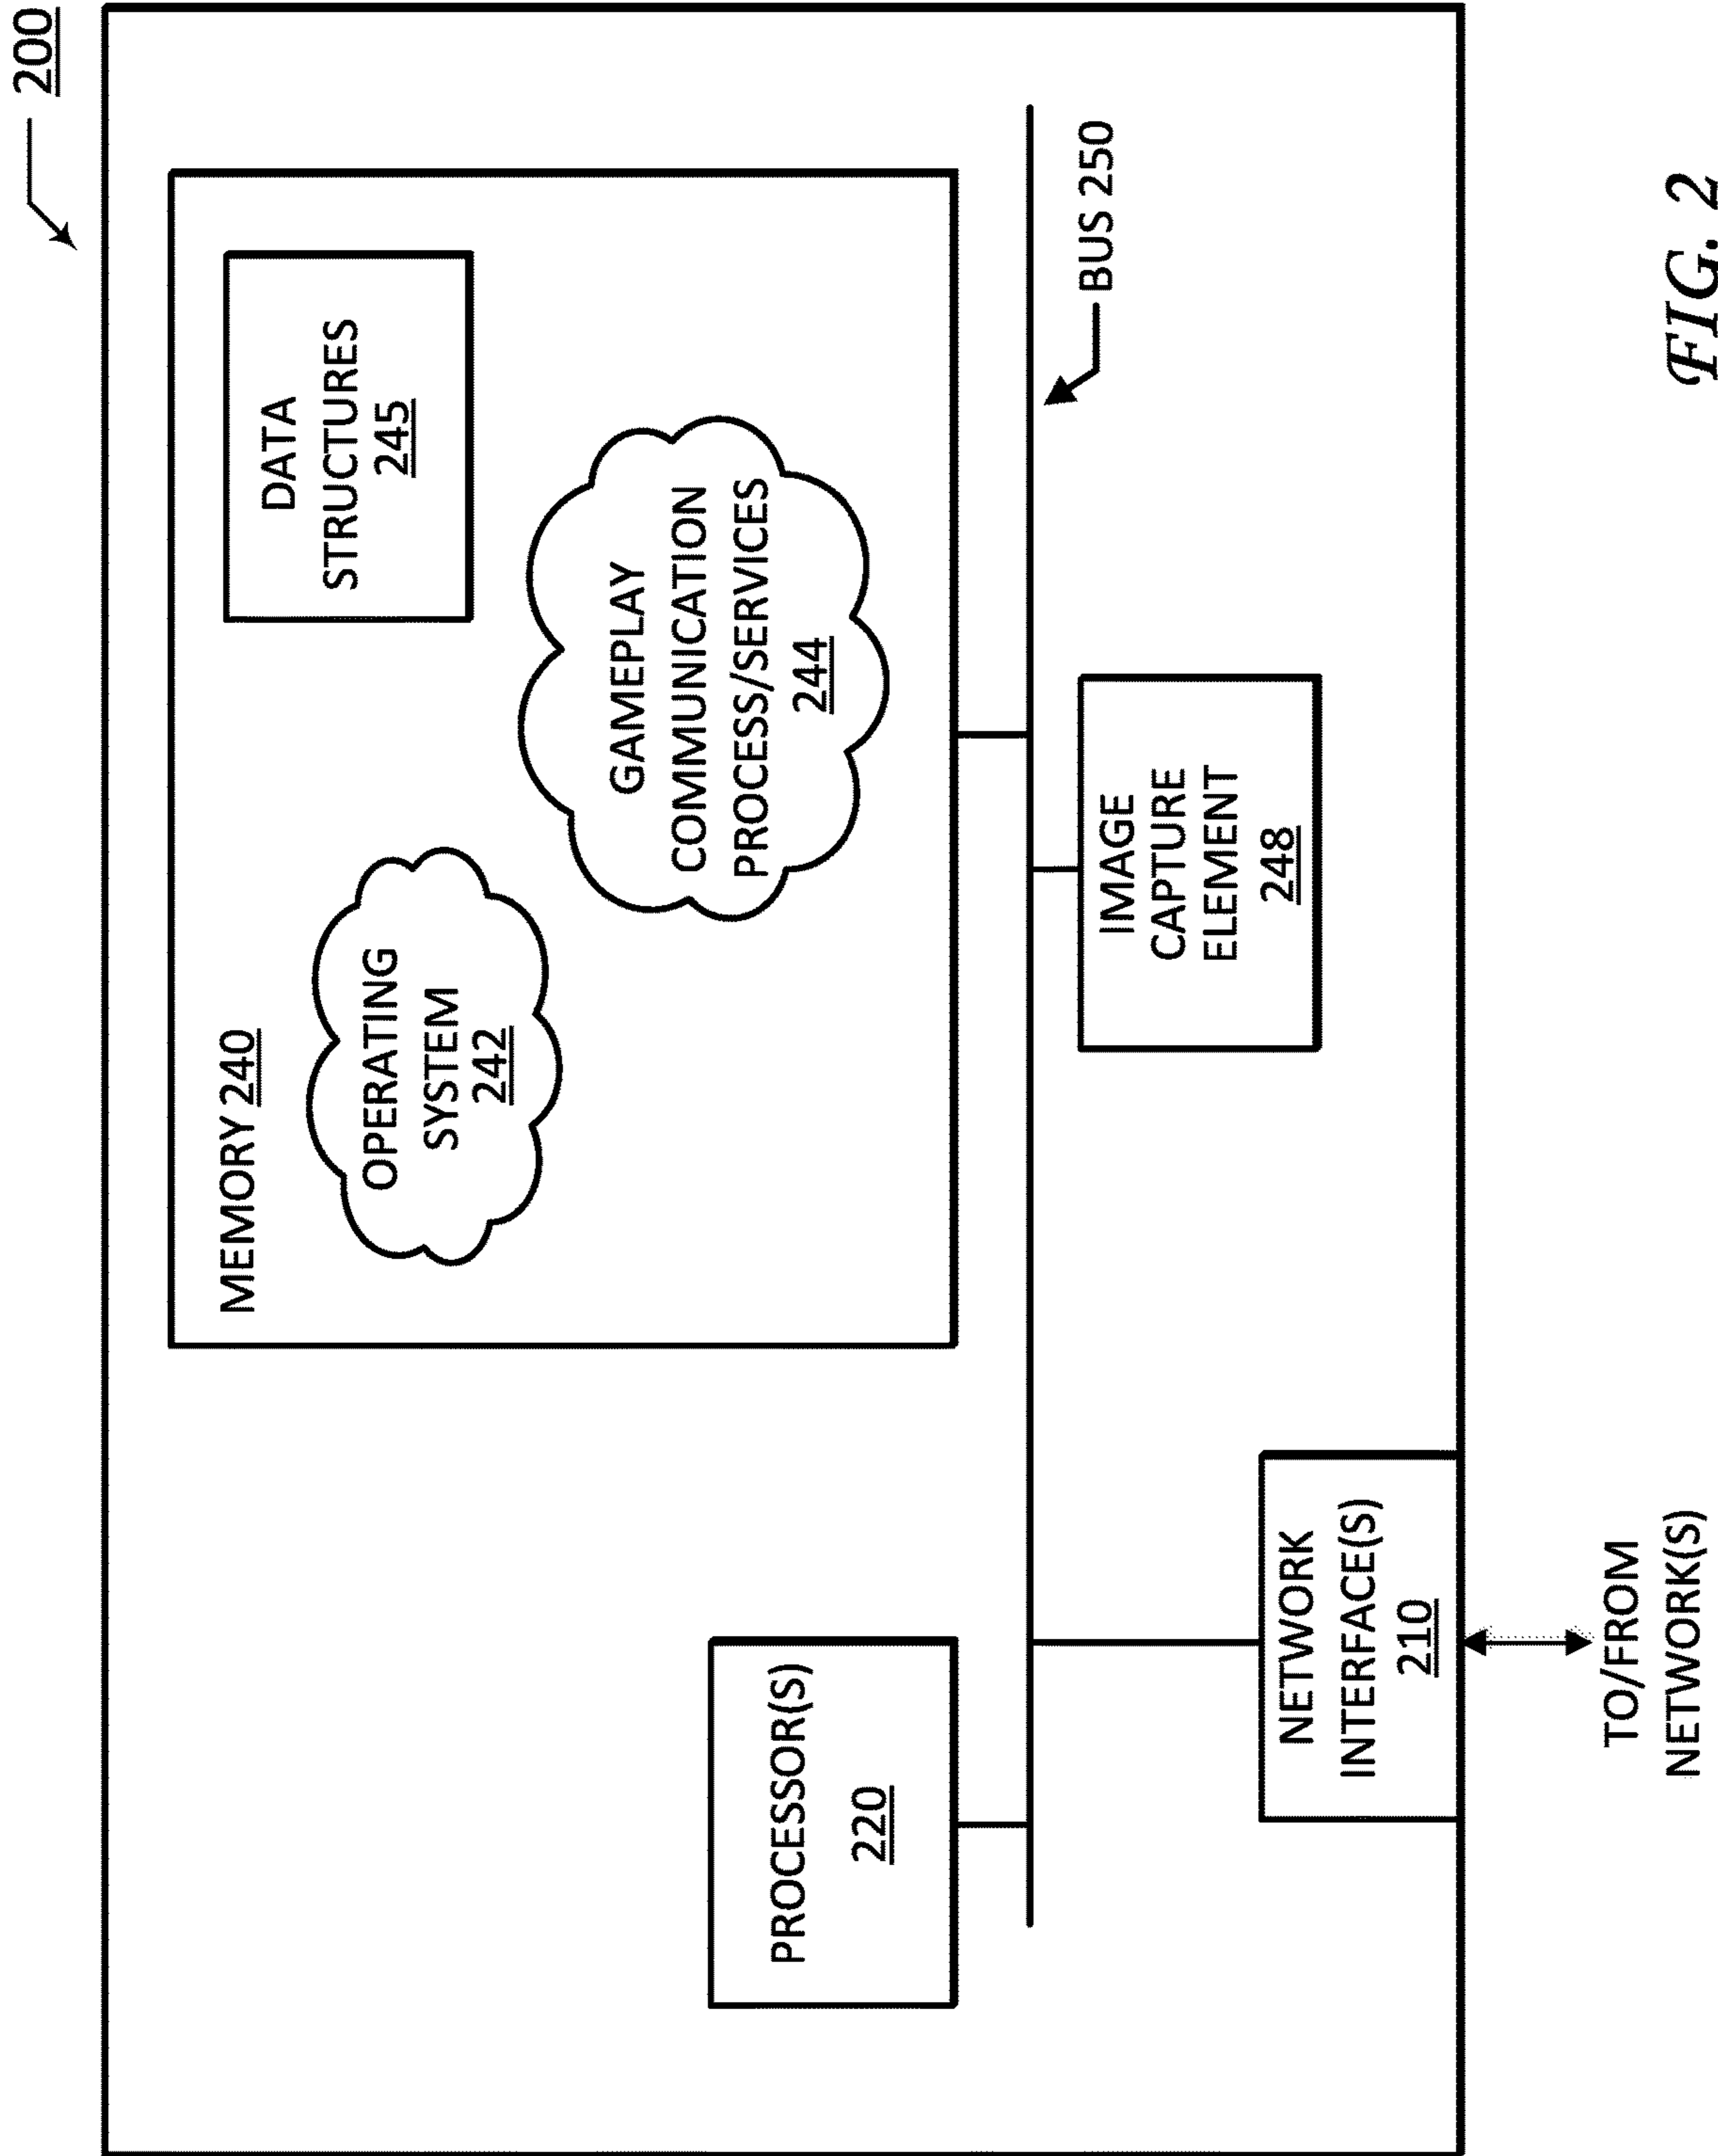 200
MEMORY 240
DATA
STRUCTURES
245
OPERATING
SYSTEM
242
GAMEPLAY
COMMUNICATION
PROCESS/SERVICES
244
PROCESSOR(S)
220
BUS 250
IMAGE
CAPTURE
ELEMENT
248
NETWORK
INTERFACE(S)
210
TO/FROM
NETWORK(S)
FIG. 2